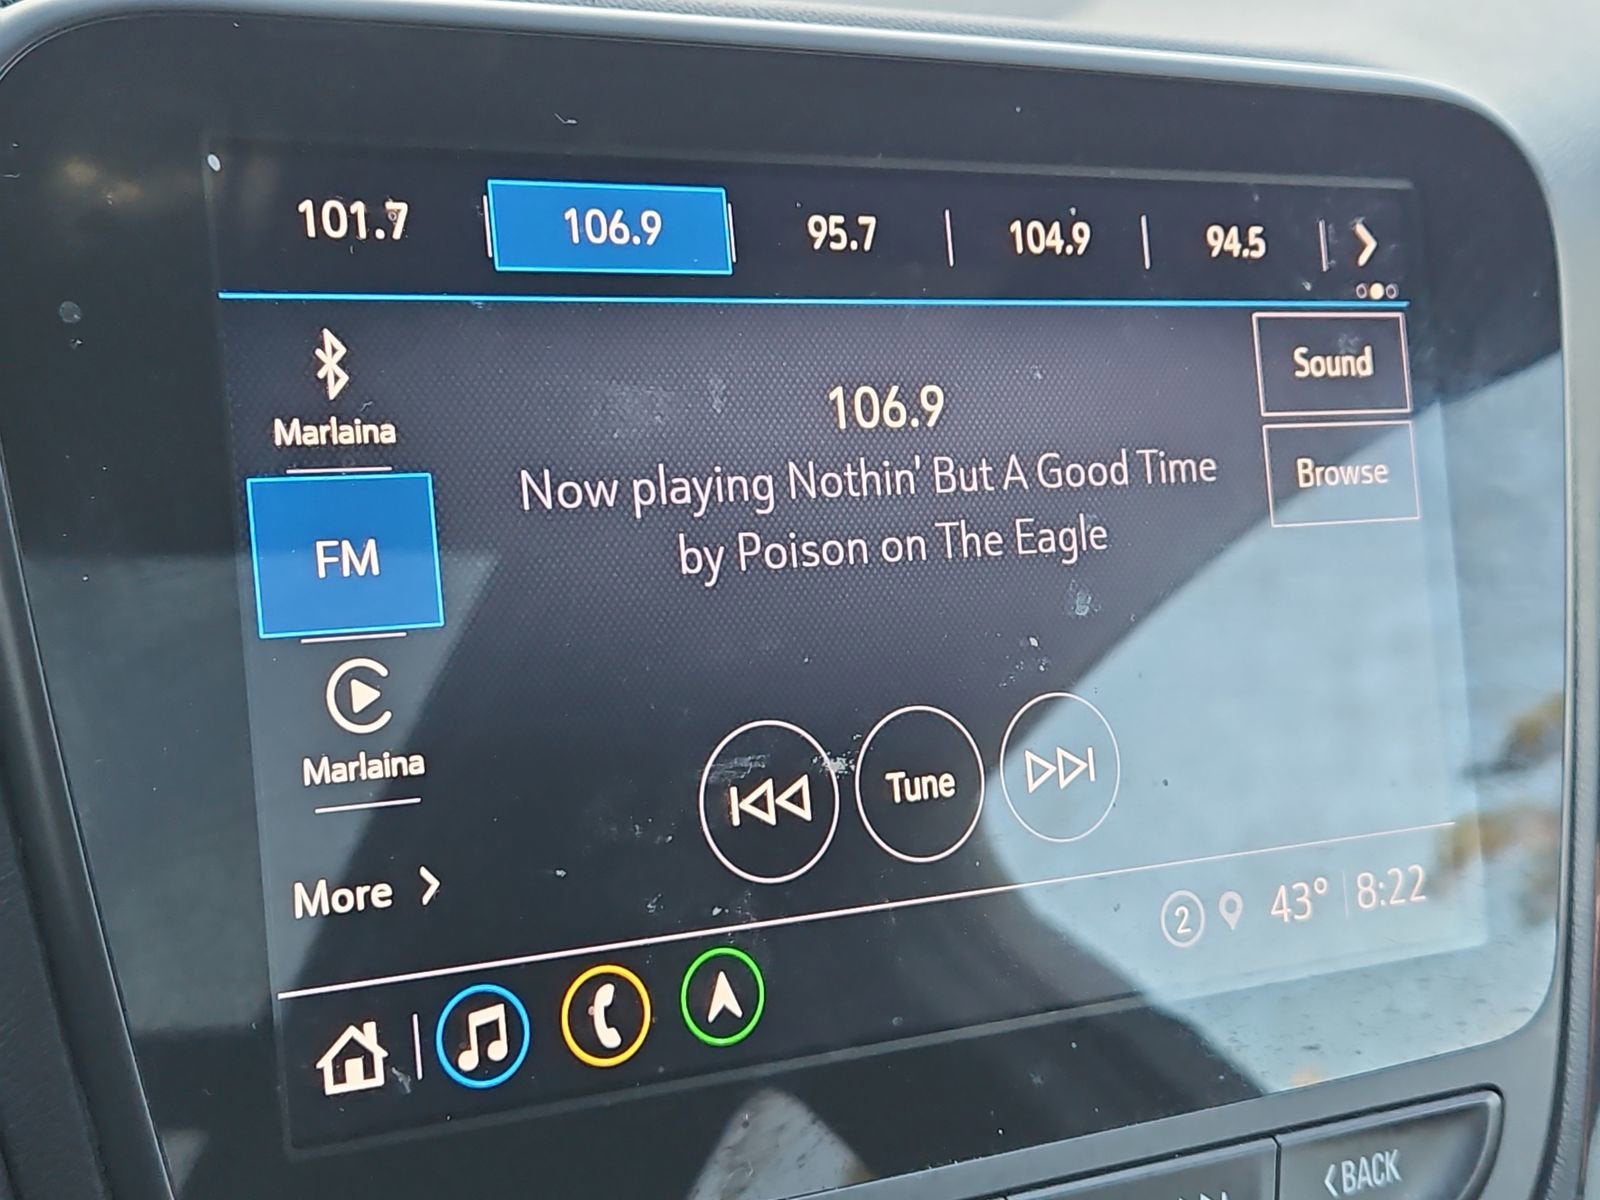 101.7 | 106.9 | 95.7 | 104.9 | 94.5 |
Marlaina
FM
Marlaina
More
106.9
Now playing Nothin' But A Good Time
by Poison on The Eagle
Sound
Browse
Tune
2 43° 8:22
BACK